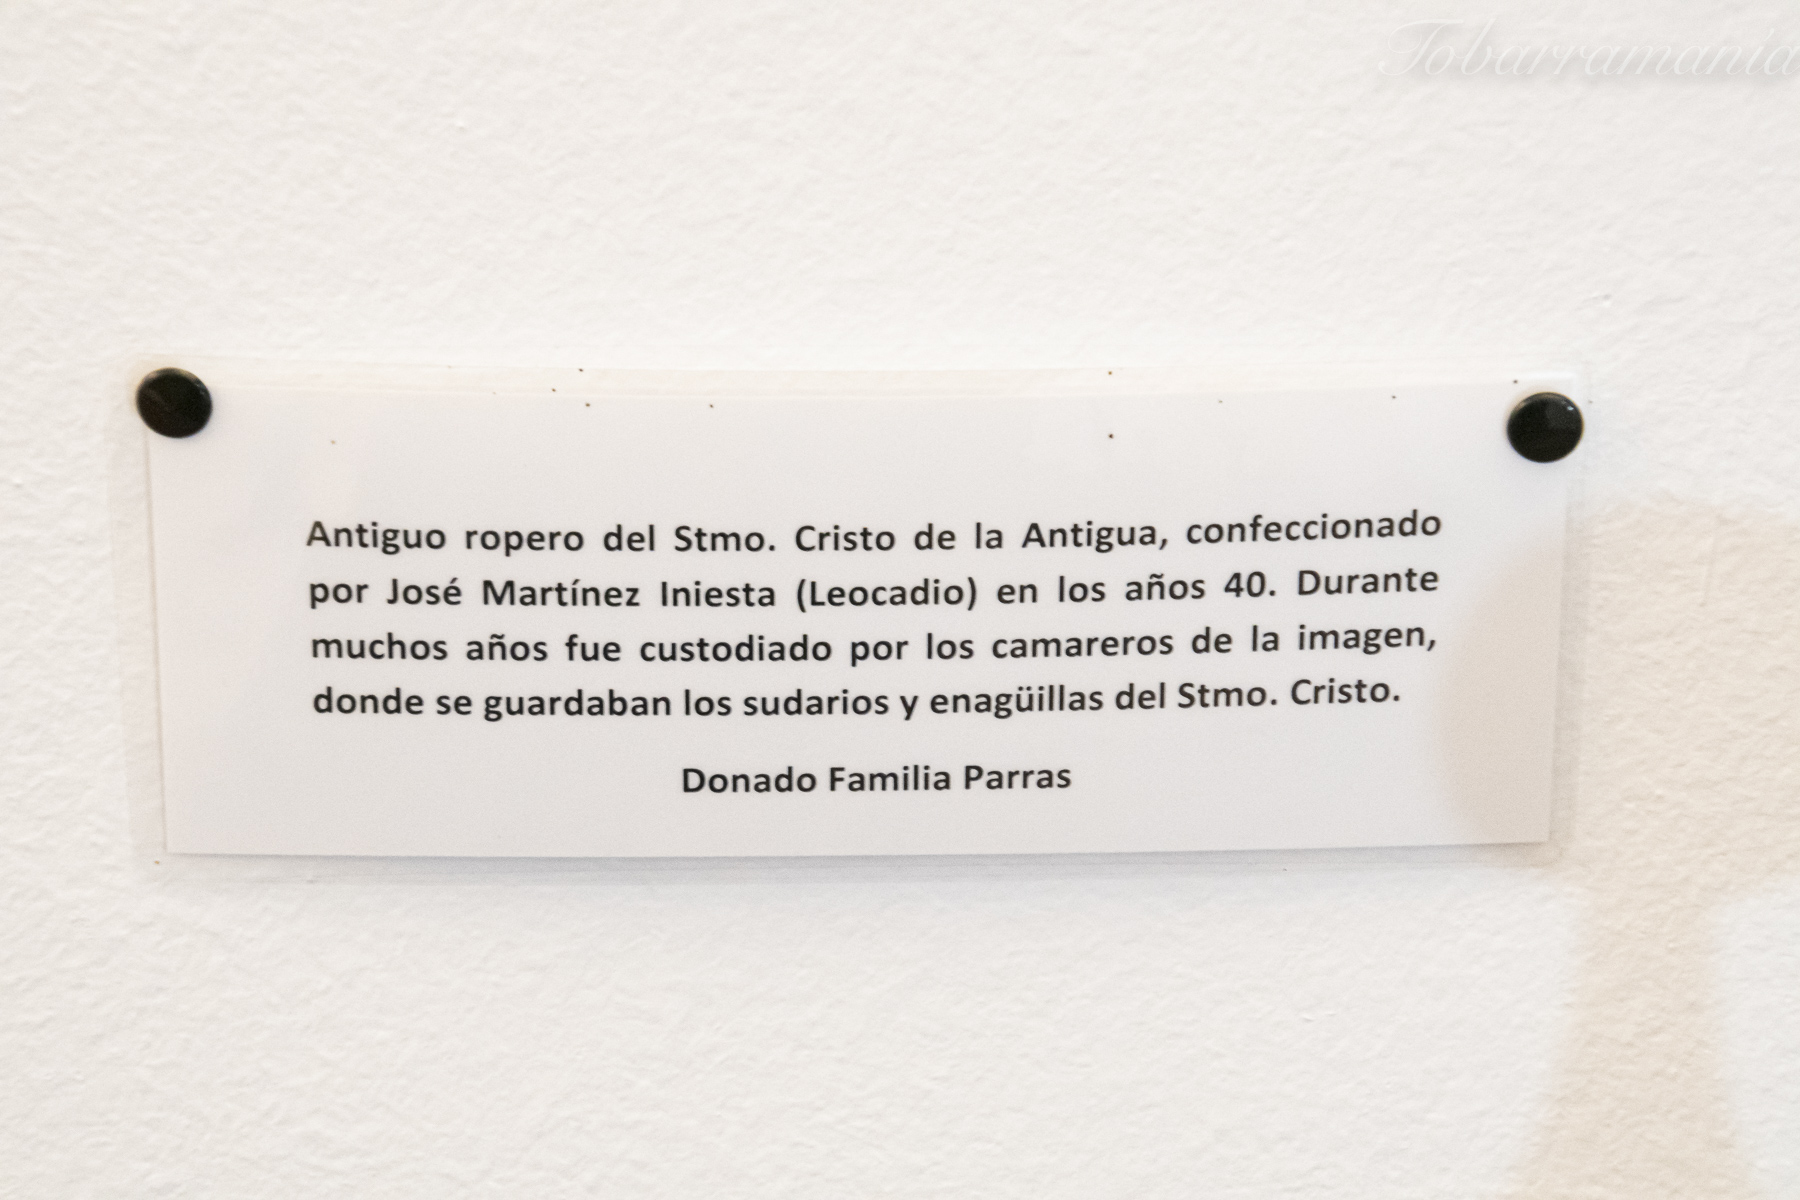 Tobarramanía
Antiguo ropero del Stmo. Cristo de la Antigua, confeccionado
por José Martínez Iniesta (Leocadio) en los años 40. Durante
muchos años fue custodiado por los camareros de la imagen,
donde se guardaban los sudarios y enagüillas del Stmo. Cristo.
Donado Familia Parras